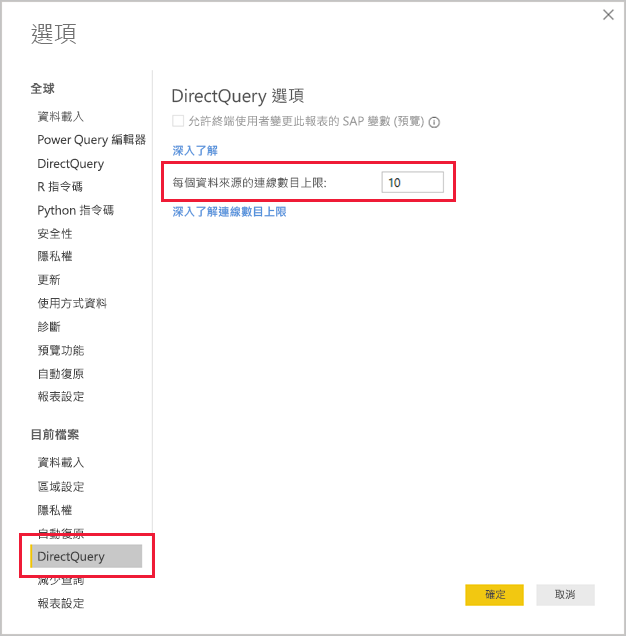 選項
全球
資料載入
Power Query 編輯器
DirectQuery
R 指令碼
Python 指令碼
安全性
隱私權
更新
使用方式資料
診斷
預覽功能
自動復原
報表設定
目前檔案
資料載入
區域設定
隱私權
自動復原
DirectQuery
減少查詢
報表設定
DirectQuery 選項
允許終端使用者變更此報表的 SAP 變數 (預覽)
深入了解
每個資料來源的連線數目上限: 10
深入了解連線數目上限
確定 取消